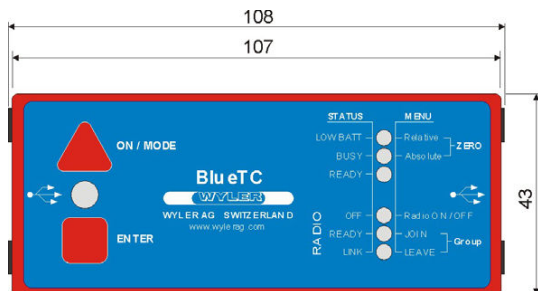 108
107
STATUS MENU
LOW BATT Relative
ZERO
ON / MODE
BUSY Absolute
READY
BlueTC
WYLER
WYLER AG SWITZERLAND
www.wylerag.com
43
RADIO
OFF Radio ON / OFF
ENTER
READY JOIN
Group
LINK LEAVE